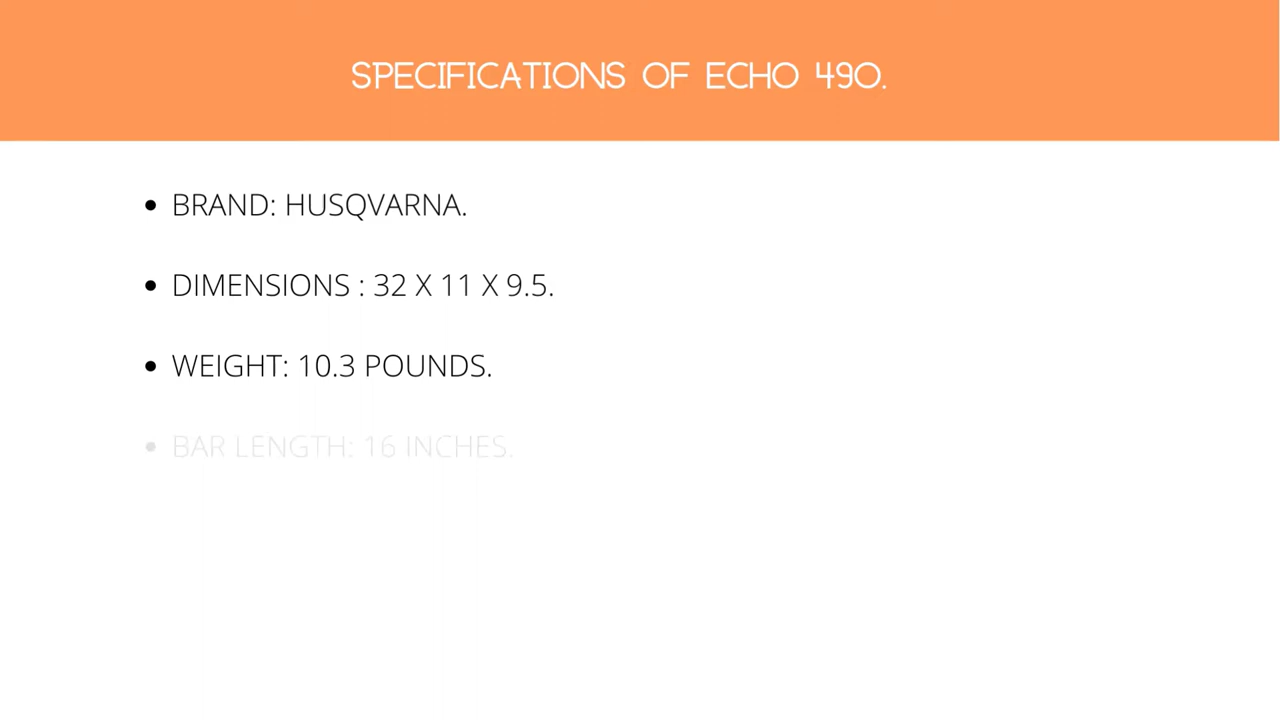 SPECIFICATIONS OF ECHO 490.
• BRAND: HUSQVARNA.
• DIMENSIONS : 32 X 11 X 9.5.
• WEIGHT: 10.3 POUNDS.
• BAR LENGTH: 16 INCHES.